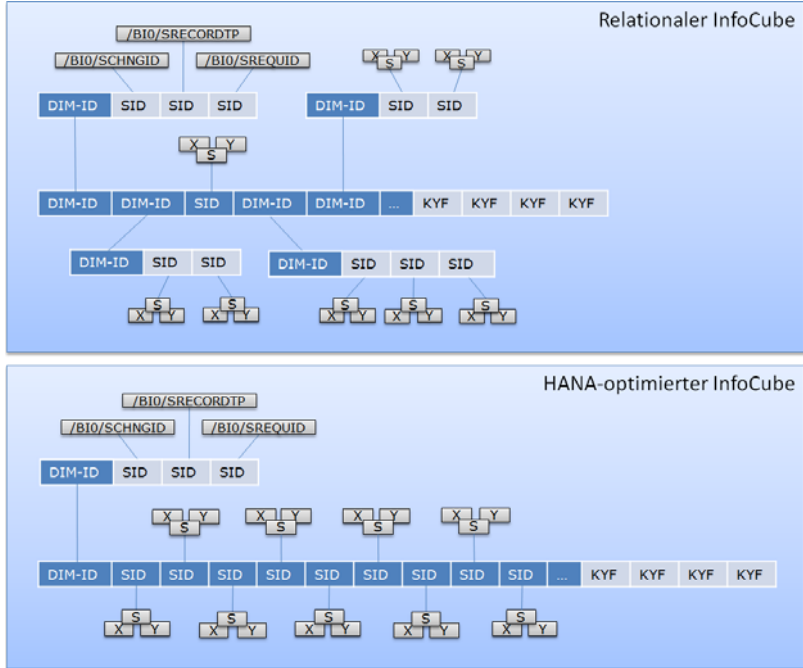 Relationaler InfoCube
/BI0/SRECORDTP
/BI0/SCHNGID /BI0/SREQUID
X Y S X Y S
DIM-ID SID SID SID DIM-ID SID SID
X Y S
DIM-ID DIM-ID SID DIM-ID DIM-ID ... KYF KYF KYF KYF
DIM-ID SID SID DIM-ID SID SID SID
S X Y S X Y S X Y S X Y S X Y
HANA-optimierter InfoCube
/BI0/SRECORDTP
/BI0/SCHNGID /BI0/SREQUID
DIM-ID SID SID SID
X Y S X Y S X Y S X Y S
DIM-ID SID SID SID SID SID SID SID SID SID ... KYF KYF KYF KYF
S X Y S X Y S X Y S X Y S X Y